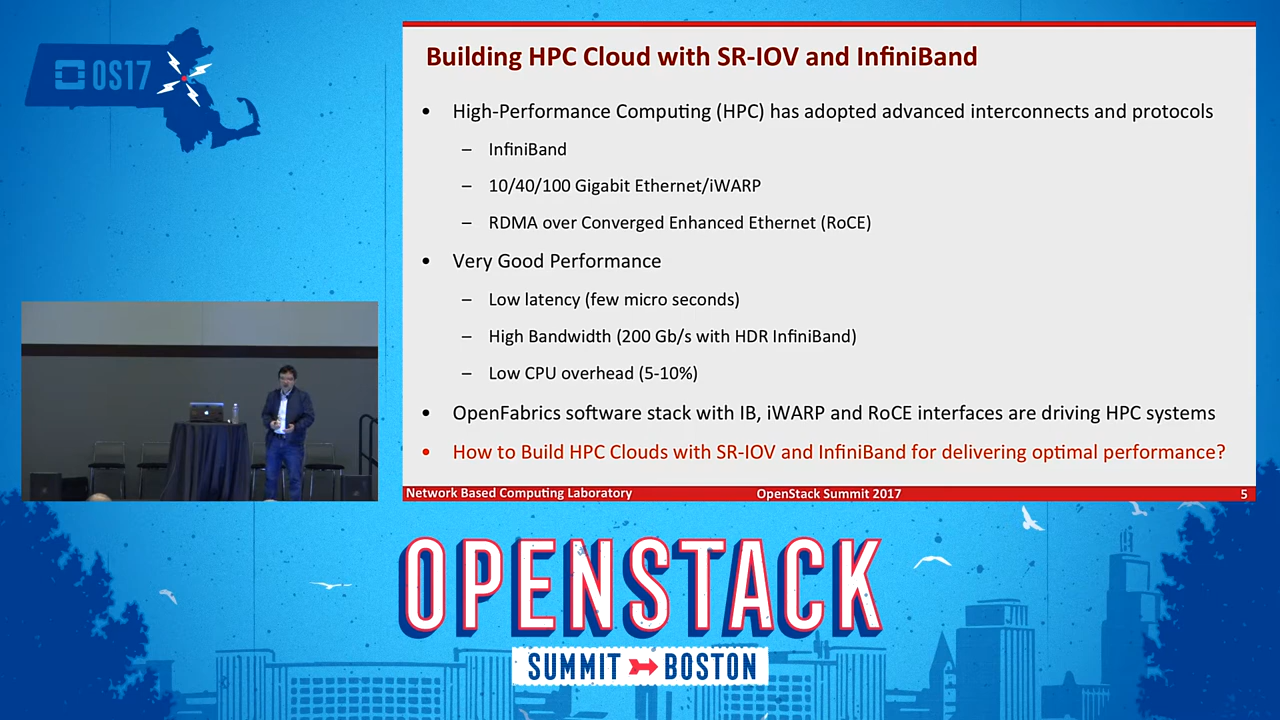 OS17
Building HPC Cloud with SR-IOV and InfiniBand
• High-Performance Computing (HPC) has adopted advanced interconnects and protocols
– InfiniBand
– 10/40/100 Gigabit Ethernet/iWARP
– RDMA over Converged Enhanced Ethernet (RoCE)
• Very Good Performance
– Low latency (few micro seconds)
– High Bandwidth (200 Gb/s with HDR InfiniBand)
– Low CPU overhead (5-10%)
• OpenFabrics software stack with IB, iWARP and RoCE interfaces are driving HPC systems
• How to Build HPC Clouds with SR-IOV and InfiniBand for delivering optimal performance?
Network Based Computing Laboratory OpenStack Summit 2017 5
OPENSTACK
SUMMIT BOSTON